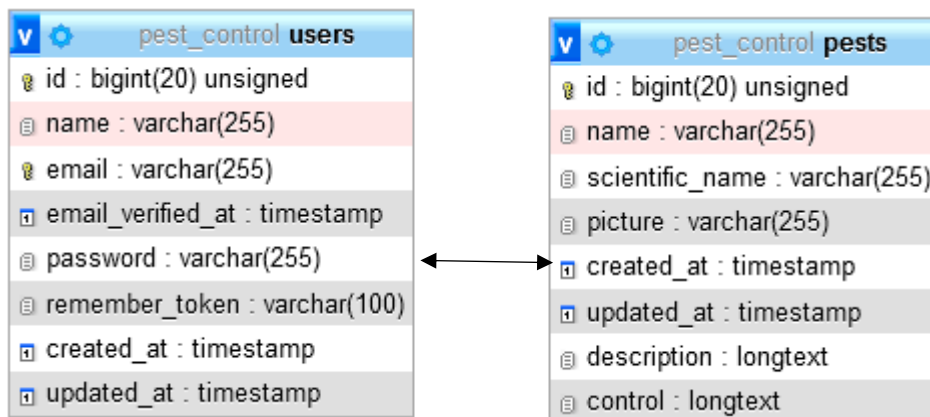 v pest_control users
id : bigint(20) unsigned
name : varchar(255)
email : varchar(255)
email_verified_at : timestamp
password : varchar(255)
remember_token : varchar(100)
created_at : timestamp
updated_at : timestamp
v pest_control pests
id : bigint(20) unsigned
name : varchar(255)
scientific_name : varchar(255)
picture : varchar(255)
created_at : timestamp
updated_at : timestamp
description : longtext
control : longtext